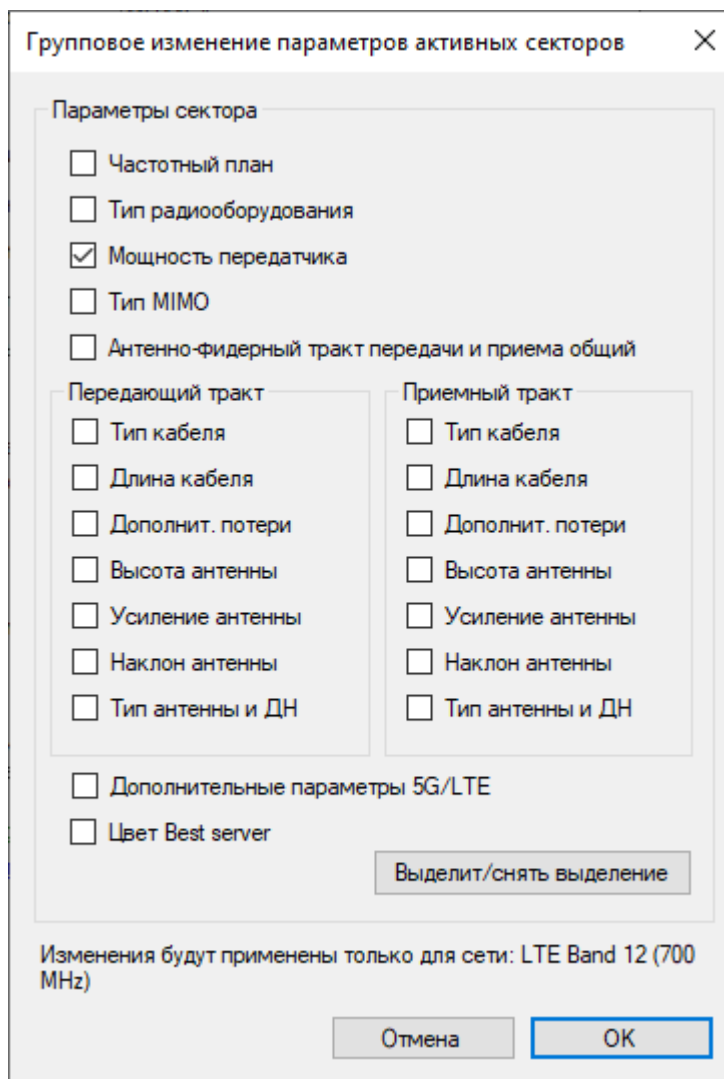 Групповое изменение параметров активных секторов
Параметры сектора
Частотный план
Тип радиооборудования
Мощность передатчика
Тип MIMO
Антенно-фидерный тракт передачи и приема общий
Передающий тракт
Тип кабеля
Длина кабеля
Дополнит. потери
Высота антенны
Усиление антенны
Наклон антенны
Тип антенны и ДН
Приемный тракт
Тип кабеля
Длина кабеля
Дополнит. потери
Высота антенны
Усиление антенны
Наклон антенны
Тип антенны и ДН
Дополнительные параметры 5G/LTE
Цвет Best server
Выделит/снять выделение
Изменения будут применены только для сети: LTE Band 12 (700
MHz)
Отмена
OK